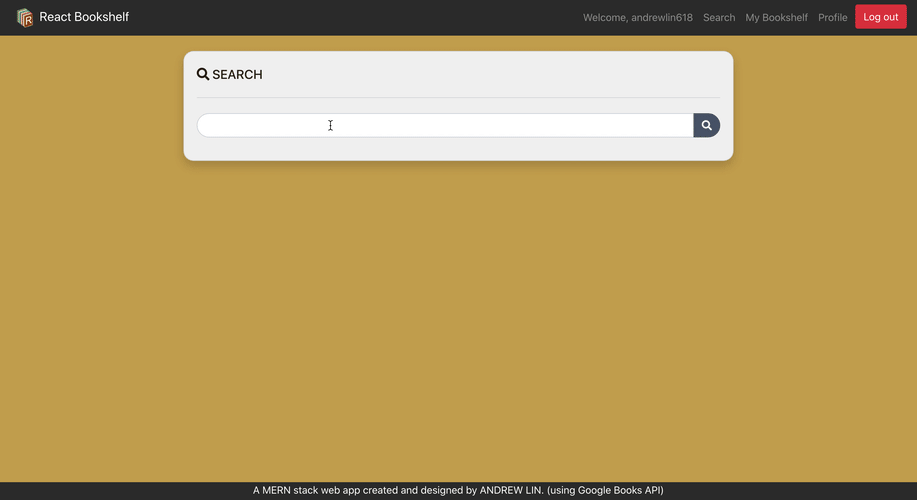 React Bookshelf
Welcome, andrewlin618 Search My Bookshelf Profile Log out
SEARCH
A MERN stack web app created and designed by ANDREW LIN. (using Google Books API)